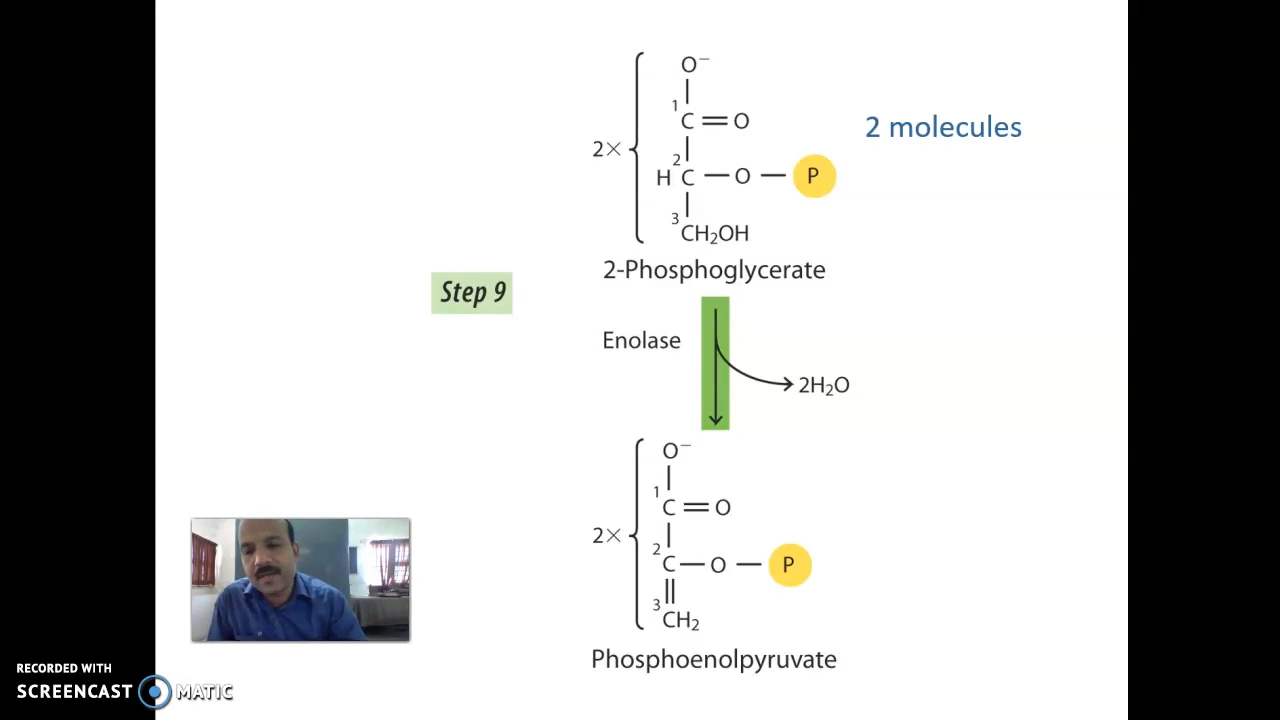 O⁻
1
C = O
2 molecules
2×
2
H C — O — P
3
CH₂OH
2-Phosphoglycerate
Step 9
Enolase
2H₂O
O⁻
1
C = O
2×
2
C — O — P
3
CH₂
Phosphoenolpyruvate
RECORDED WITH
SCREENCAST MATIC